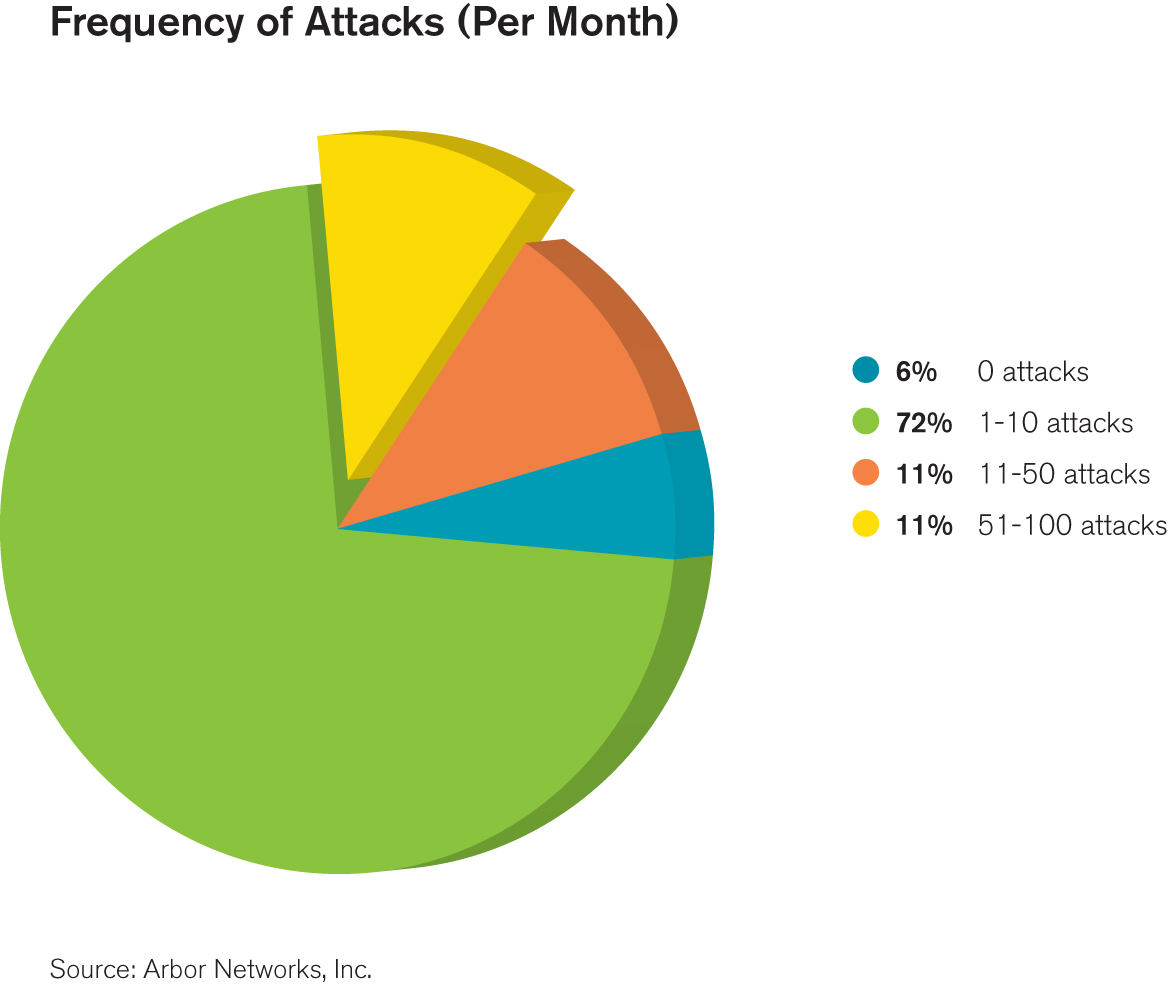 Frequency of Attacks (Per Month)
6% 0 attacks
72% 1-10 attacks
11% 11-50 attacks
11% 51-100 attacks
Source: Arbor Networks, Inc.